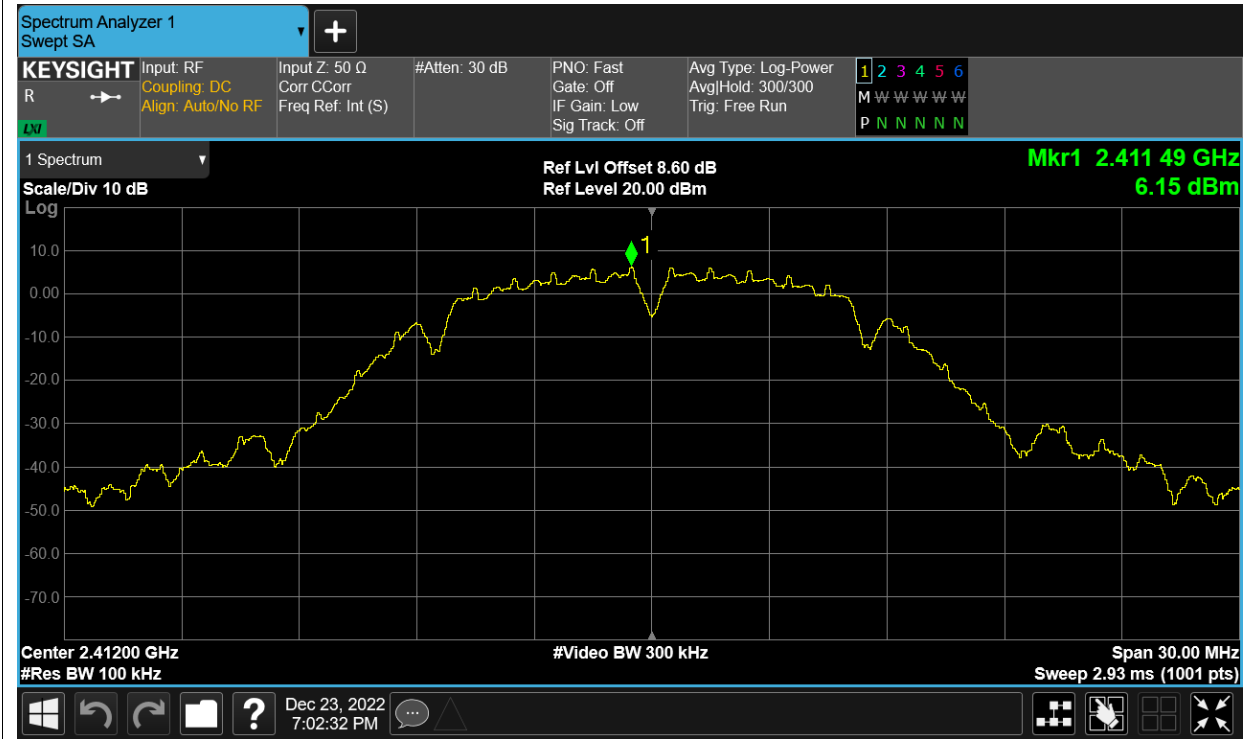 Spectrum Analyzer 1
Swept SA
+
KEYSIGHT Input: RF Input Z: 50 Ω #Atten: 30 dB PNO: Fast Avg Type: Log-Power 1 2 3 4 5 6
R Coupling: DC Corr CCorr Gate: Off Avg|Hold: 300/300 M W W W W W
Align: Auto/No RF Freq Ref: Int (S) IF Gain: Low Trig: Free Run
LXI Sig Track: Off P N N N N N
1 Spectrum Ref Lvl Offset 8.60 dB Mkr1 2.411 49 GHz
Scale/Div 10 dB Ref Level 20.00 dBm 6.15 dBm
Log
1
10.0
0.00
-10.0
-20.0
-30.0
-40.0
-50.0
-60.0
-70.0
Center 2.41200 GHz #Video BW 300 kHz Span 30.00 MHz
#Res BW 100 kHz Sweep 2.93 ms (1001 pts)
? Dec 23, 2022
7:02:32 PM